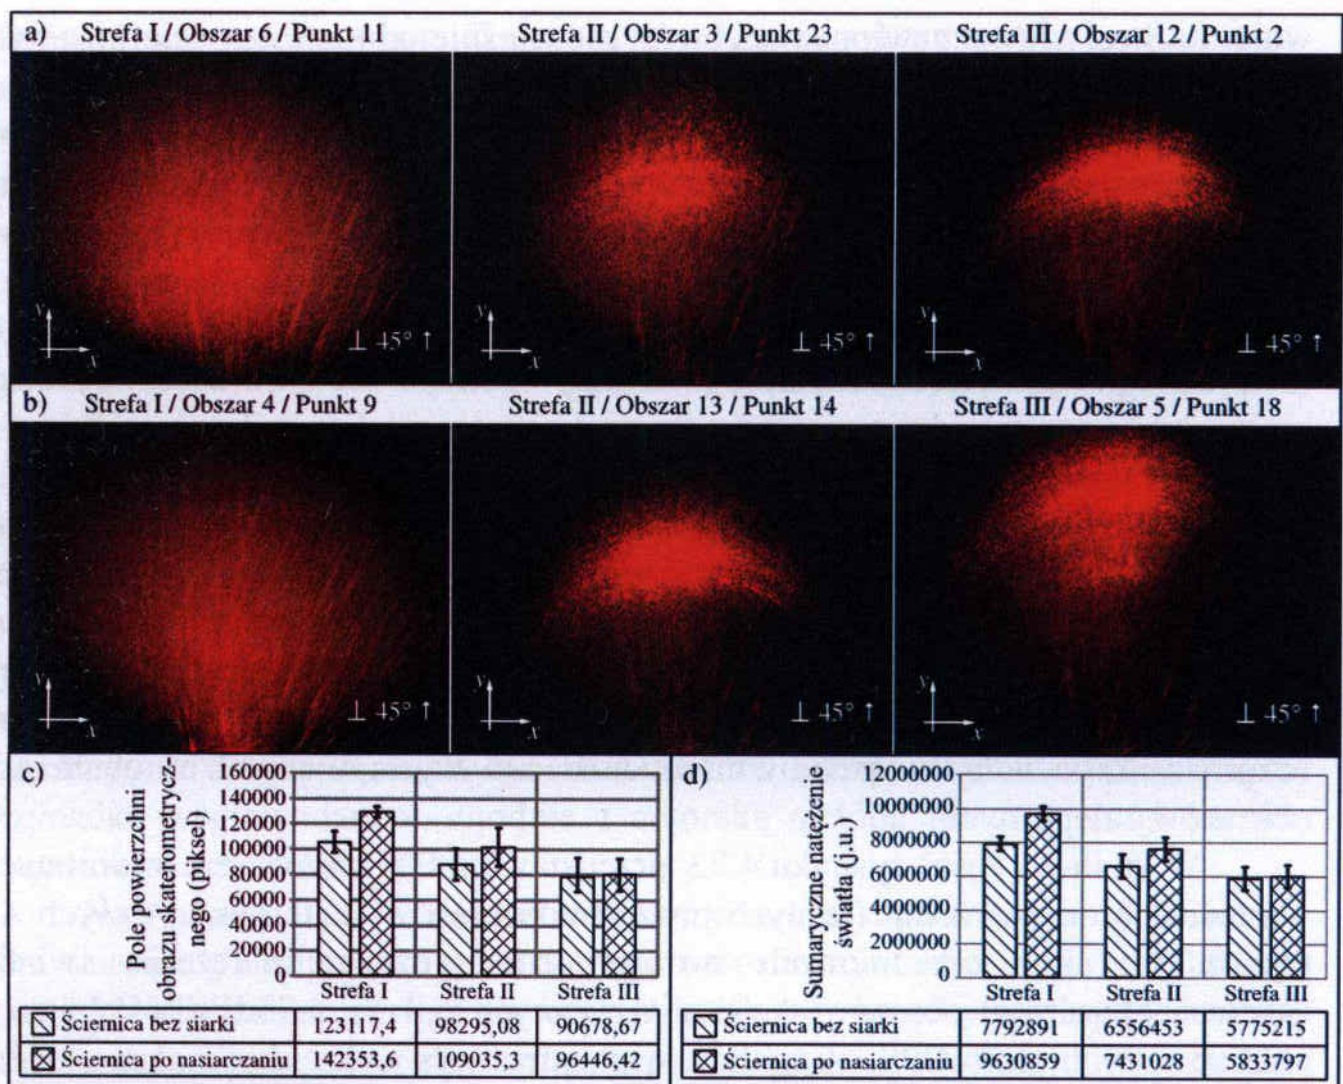 a) Strefa I / Obszar 6 / Punkt 11 Strefa II / Obszar 3 / Punkt 23 Strefa III / Obszar 12 / Punkt 2
y x ⊥ 45° ↑ y x ⊥ 45° ↑ y x ⊥ 45° ↑
b) Strefa I / Obszar 4 / Punkt 9 Strefa II / Obszar 13 / Punkt 14 Strefa III / Obszar 5 / Punkt 18
y x ⊥ 45° ↑ y x ⊥ 45° ↑ y x ⊥ 45° ↑
c)
Pole powierzchni
obrazu skaterometrycz-
nego (piksel)
160000
140000
120000
100000
80000
60000
40000
20000
0
Strefa I Strefa II Strefa III
Ściernica bez siarki 123117,4 98295,08 90678,67
Ściernica po nasiarczaniu 142353,6 1109035,3 96446,42
d)
Sumaryczne natężenie
światła (j.u.)
12000000
10000000
8000000
6000000
4000000
2000000
0
Strefa I Strefa II Strefa III
Ściernica bez siarki 7792891 6556453 5775215
Ściernica po nasiarczaniu 9630859 7431028 5833797